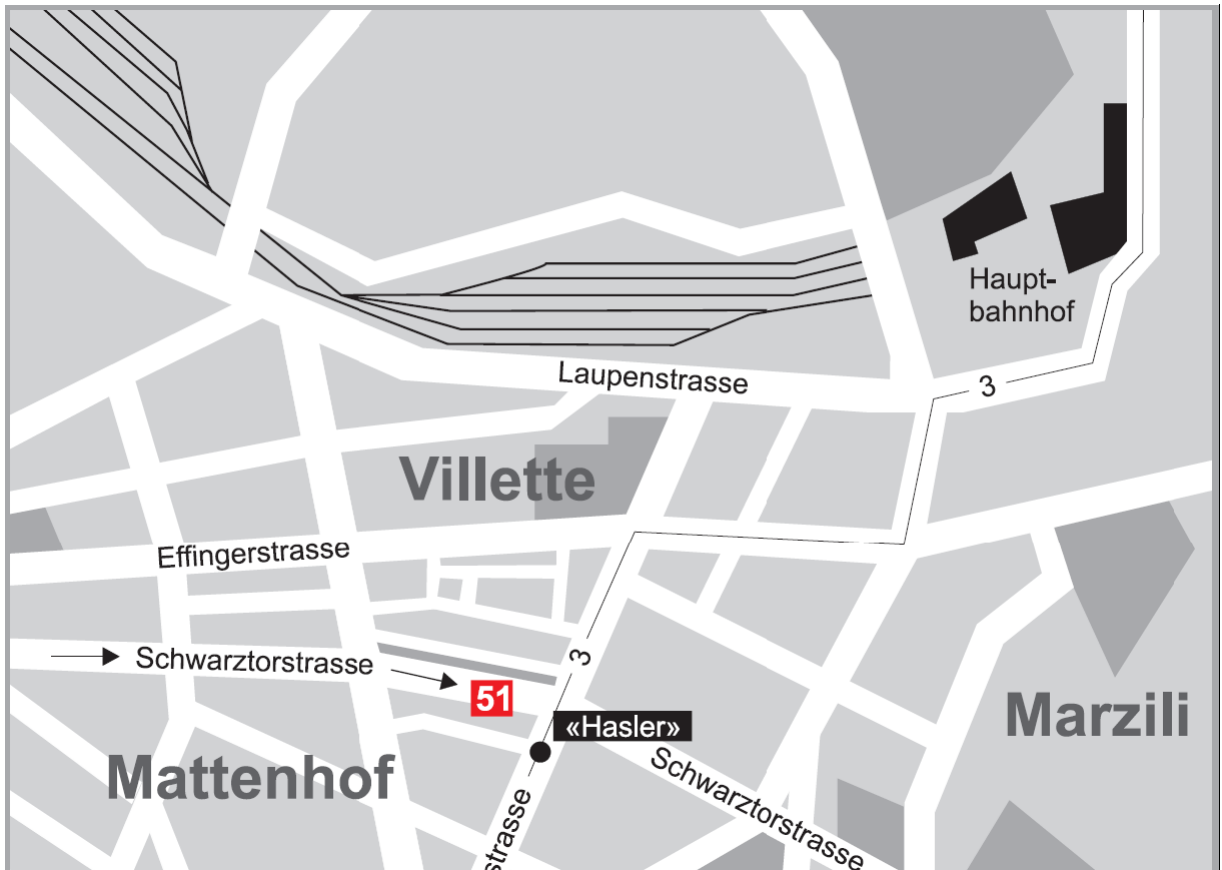 Haupt-
bahnhof
Laupenstrasse
3
Villette
Effingerstrasse
Schwarztorstrasse
3
51
Marzili
«Hasler»
Mattenhof
Schwarztorstrasse
strasse